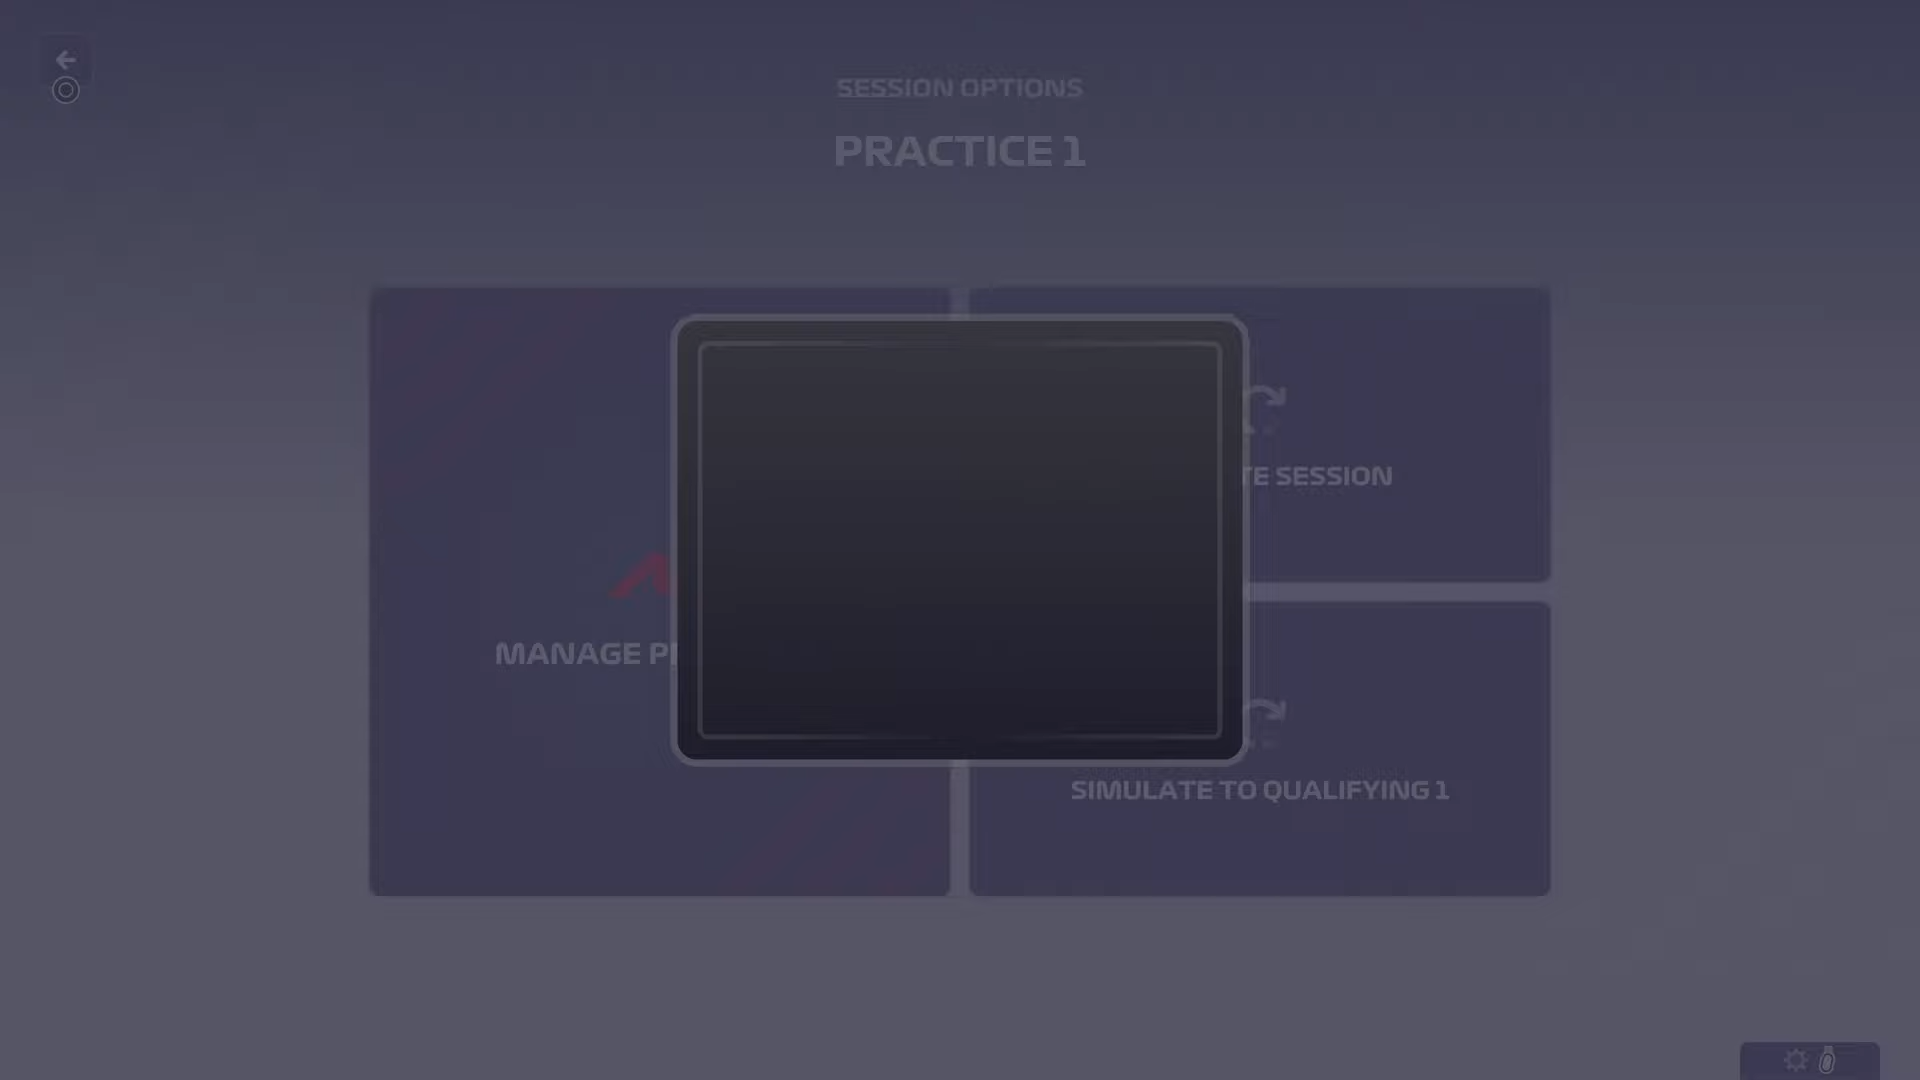 SESSION OPTIONS
PRACTICE 1
TE SESSION
MANAGE
SIMULATE TO QUALIFYING 1